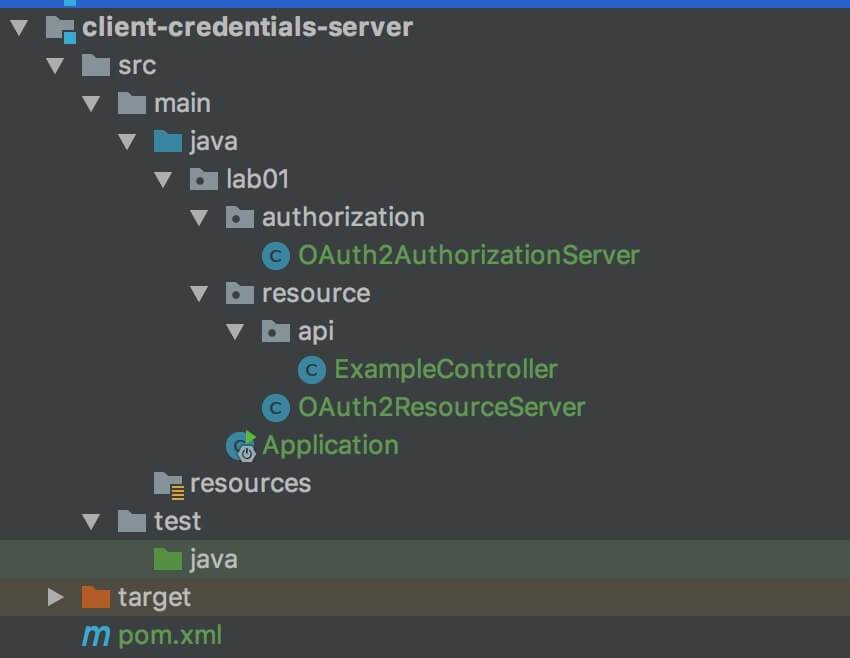 client-credentials-server
src
main
java
lab01
authorization
C OAuth2AuthorizationServer
resource
api
C ExampleController
C OAuth2ResourceServer
C Application
resources
test
java
target
m pom.xml